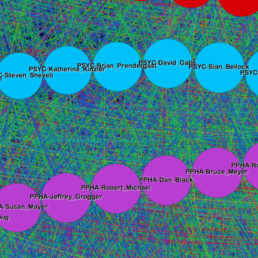 PSYC-David Gallo
PSYC-Brian Prendergast
PSYC-Sian Beilock
PSYC-Katherine Kinzler
PSYC-Steven Shevell
PSYC
PPHA-Bruce Meyer
PPHA-Dan Black
PPHA-Robert Michael
PPHA-Jeffrey Grogger
PPHA-Susan Mayer